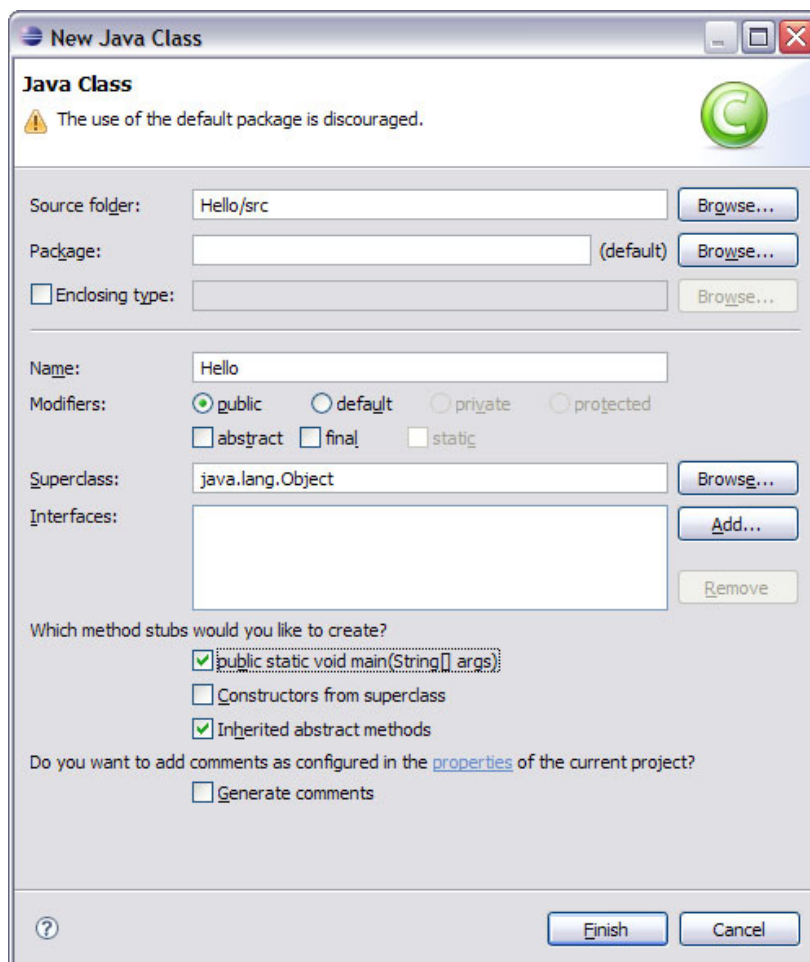 New Java Class
Java Class
The use of the default package is discouraged.
Source folder: Hello/src Browse...
Package: (default) Browse...
Enclosing type: Browse...
Name: Hello
Modifiers: public default private protected
abstract final static
Superclass: java.lang.Object Browse...
Interfaces: Add...
Remove
Which method stubs would you like to create?
public static void main(String[] args)
Constructors from superclass
Inherited abstract methods
Do you want to add comments as configured in the properties of the current project?
Generate comments
? Finish Cancel